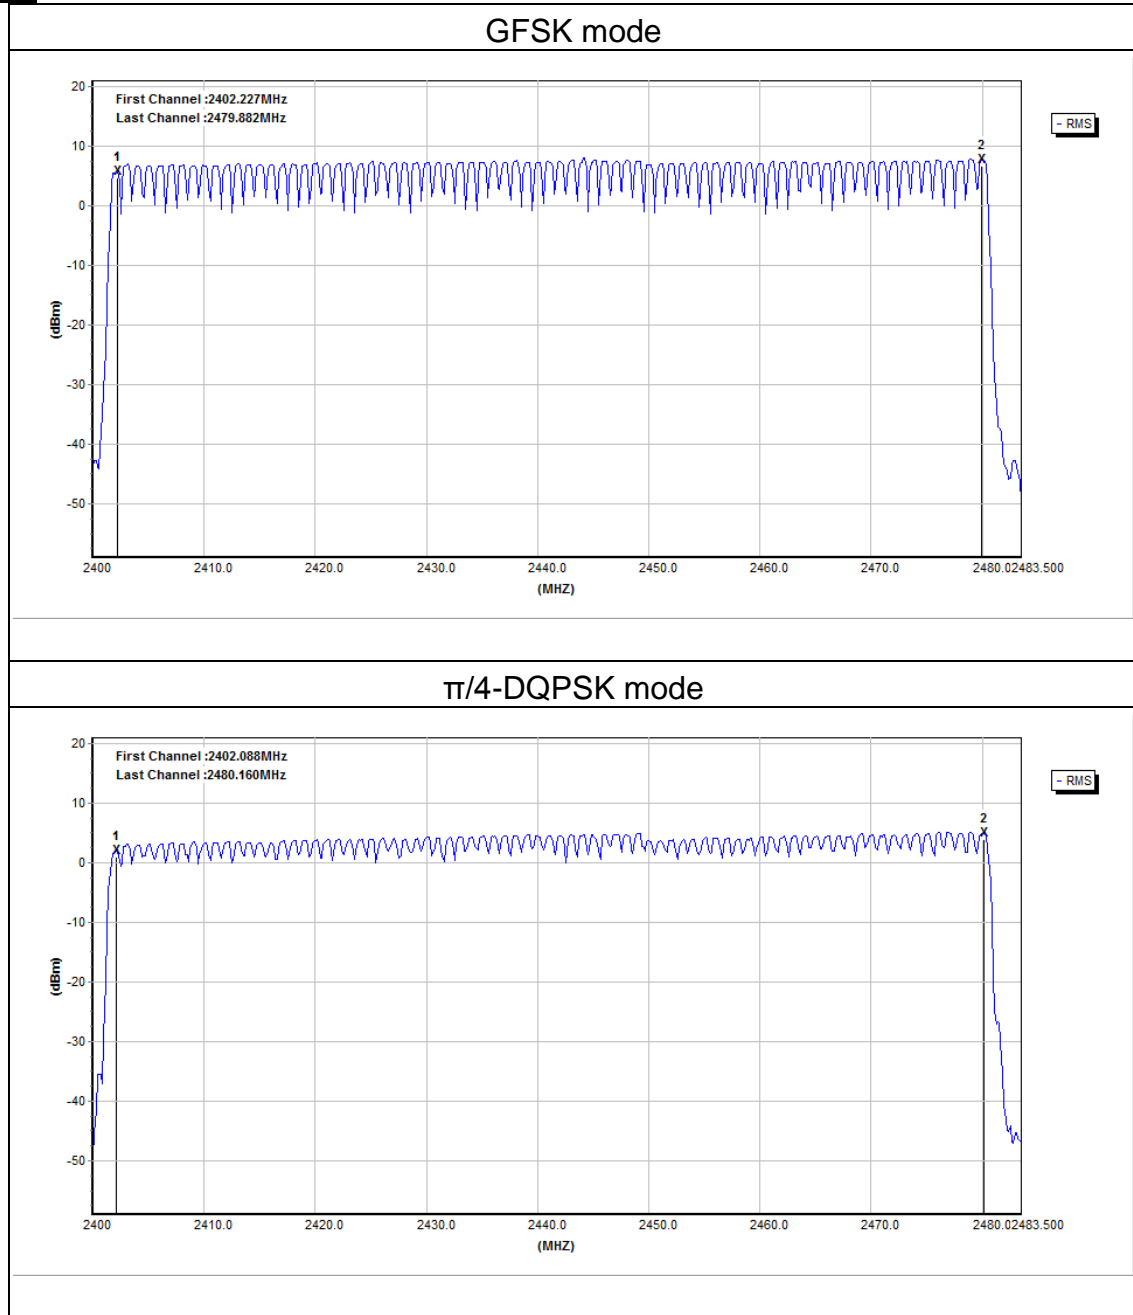 GFSK mode
First Channel :2402.227MHz
Last Channel :2479.882MHz
- RMS
20
10
0
-10
-20
-30
-40
-50
(dBm)
1
2
X
X
2400 2410.0 2420.0 2430.0 2440.0 2450.0 2460.0 2470.0 2480.02483.500
(MHZ)
π/4-DQPSK mode
First Channel :2402.088MHz
Last Channel :2480.160MHz
- RMS
20
10
0
-10
-20
-30
-40
-50
(dBm)
1
2
X
X
2400 2410.0 2420.0 2430.0 2440.0 2450.0 2460.0 2470.0 2480.02483.500
(MHZ)